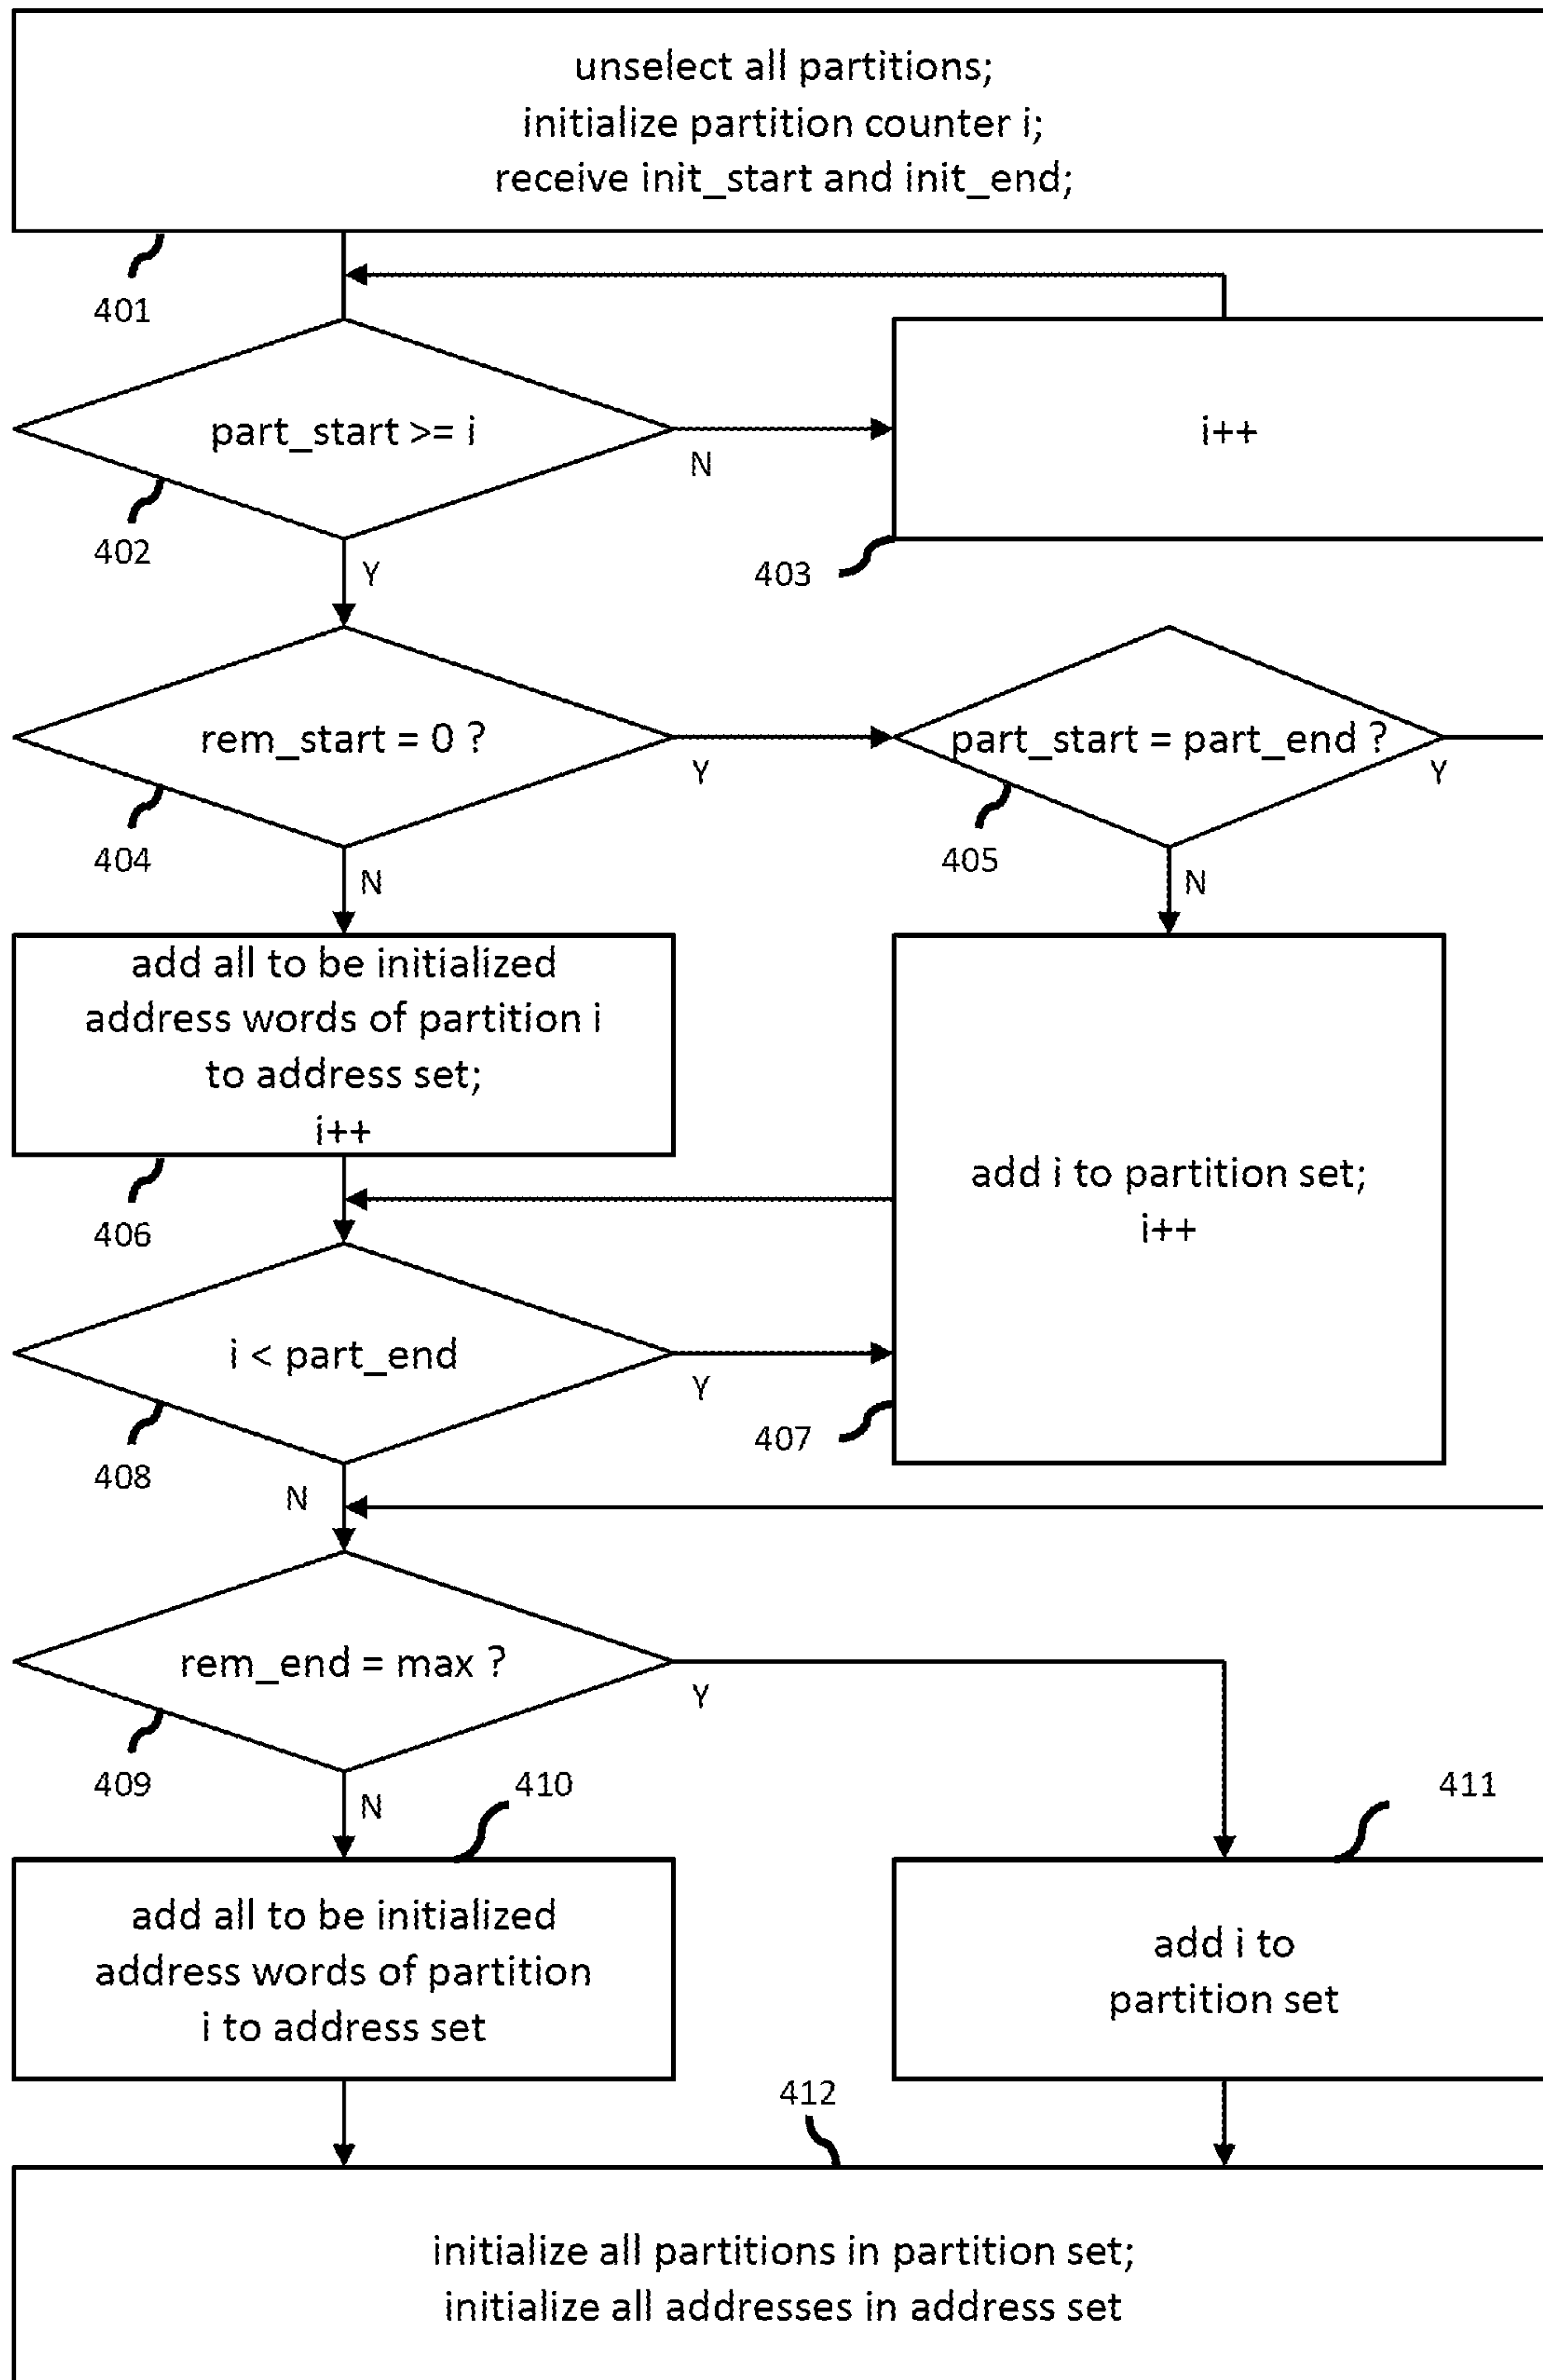 unselect all partitions;
initialize partition counter i;
receive init_start and init_end;
401
part_start >= i
N
i++
402
403
Y
rem_start = 0 ?
Y
part_start = part_end ?
Y
404
405
N
N
add all to be initialized
address words of partition i
to address set;
i++
add i to partition set;
i++
406
i < part_end
Y
407
408
N
rem_end = max ?
Y
409
N
410
411
add all to be initialized
address words of partition
i to address set
add i to
partition set
412
initialize all partitions in partition set;
initialize all addresses in address set